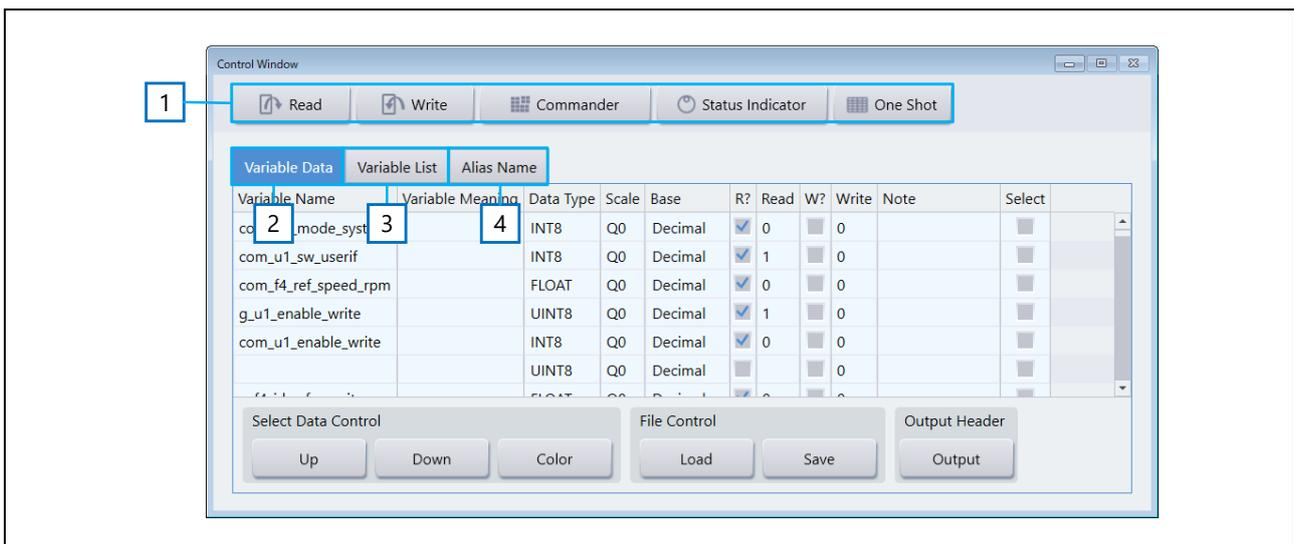 Control Window
1 Read Write Commander Status Indicator One Shot
Variable Data Variable List Alias Name
Variable Name Variable Meaning Data Type Scale Base R? Read W? Write Note Select
2 3 4
INT8 Q0 Decimal 0 0
com_u1_sw_userif INT8 Q0 Decimal 1 0
com_f4_ref_speed_rpm FLOAT Q0 Decimal 0 0
g_u1_enable_write UINT8 Q0 Decimal 1 0
com_u1_enable_write INT8 Q0 Decimal 0 0
UINT8 Q0 Decimal 0
Select Data Control File Control Output Header
Up Down Color Load Save Output